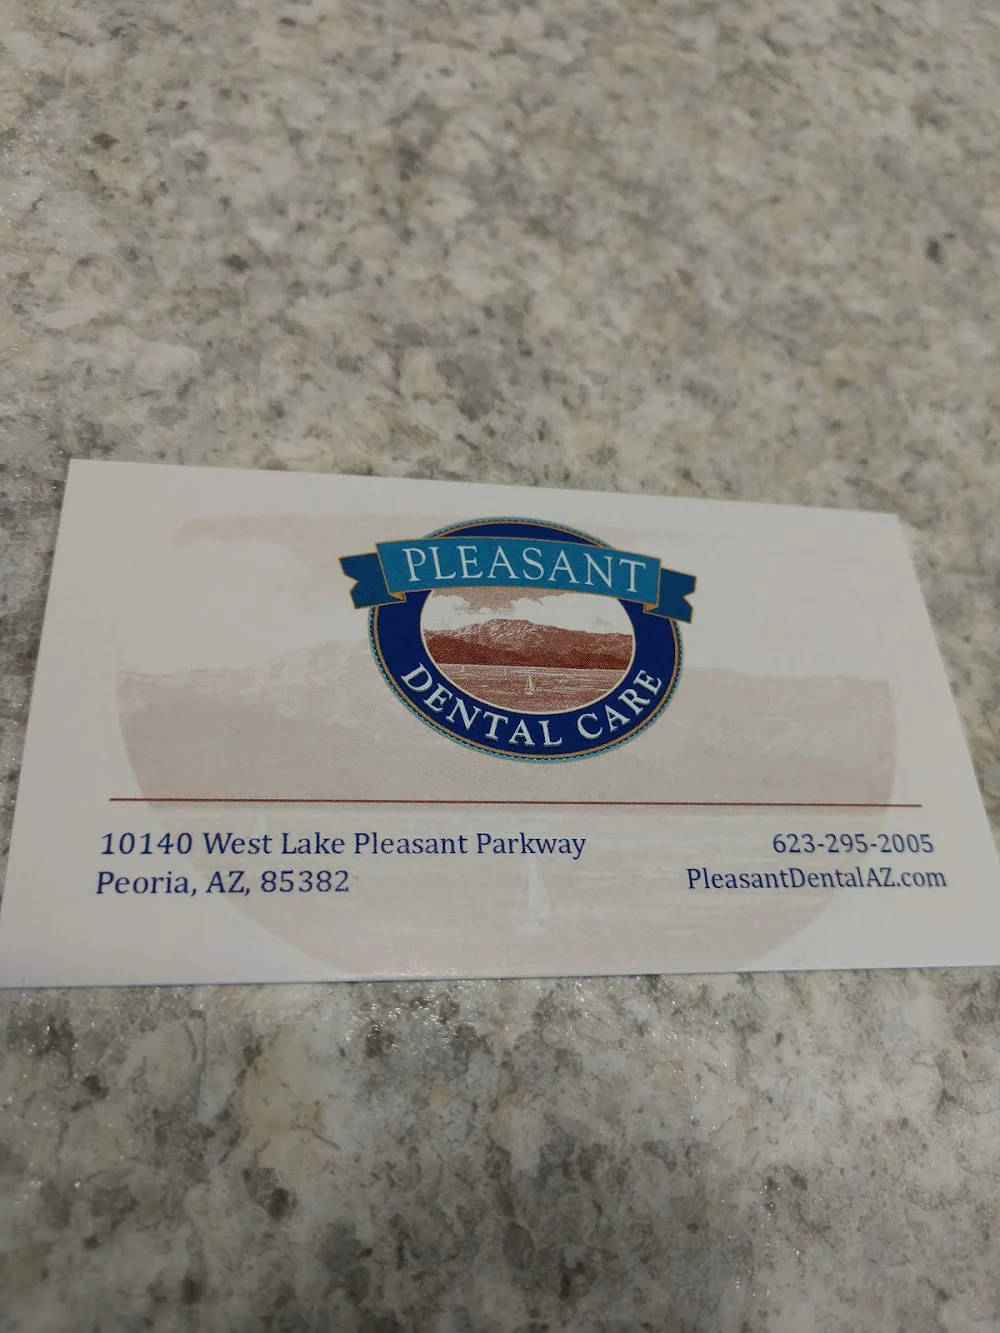 PLEASANT
DENTAL CARE
10140 West Lake Pleasant Parkway
Peoria, AZ, 85382
623-295-2005
PleasantDentalAZ.com